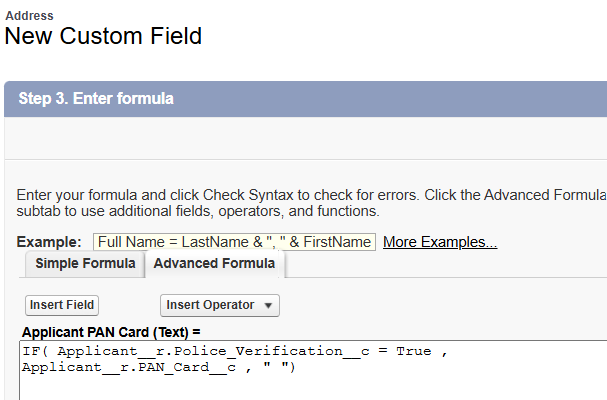 Address
New Custom Field
Step 3. Enter formula
Enter your formula and click Check Syntax to check for errors. Click the Advanced Formula
subtab to use additional fields, operators, and functions.
Example: Full Name = LastName & ", " & FirstName More Examples...
Simple Formula Advanced Formula
Insert Field Insert Operator
Applicant PAN Card (Text) =
IF( Applicant__r.Police_Verification__c = True ,
Applicant__r.PAN_Card__c , " ")